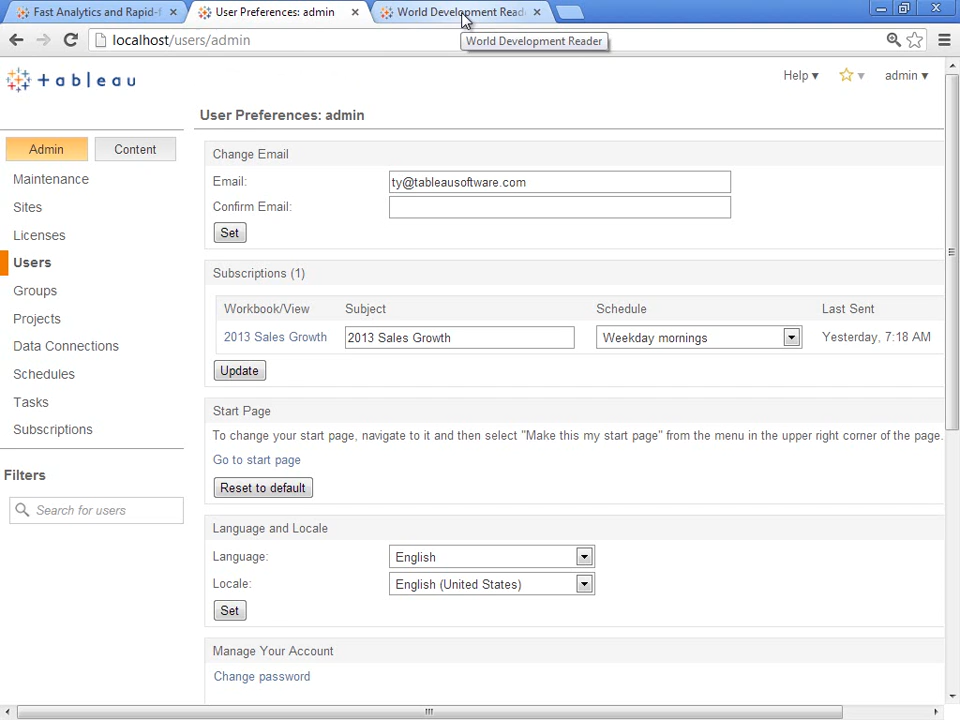 Fast Analytics and Rapid-f
User Preferences: admin
World Development Read
localhost/users/admin
World Development Reader
+ableau
Help ▾
admin ▾
User Preferences: admin
Admin
Content
Maintenance
Sites
Licenses
Users
Groups
Projects
Data Connections
Schedules
Tasks
Subscriptions
Filters
Search for users
Change Email
Email:
ty@tableausoftware.com
Confirm Email:
Set
Subscriptions (1)
Workbook/View Subject Schedule Last Sent
2013 Sales Growth 2013 Sales Growth Weekday mornings Yesterday, 7:18 AM
Update
Start Page
To change your start page, navigate to it and then select "Make this my start page" from the menu in the upper right corner of the page.
Go to start page
Reset to default
Language and Locale
Language: English
Locale: English (United States)
Set
Manage Your Account
Change password